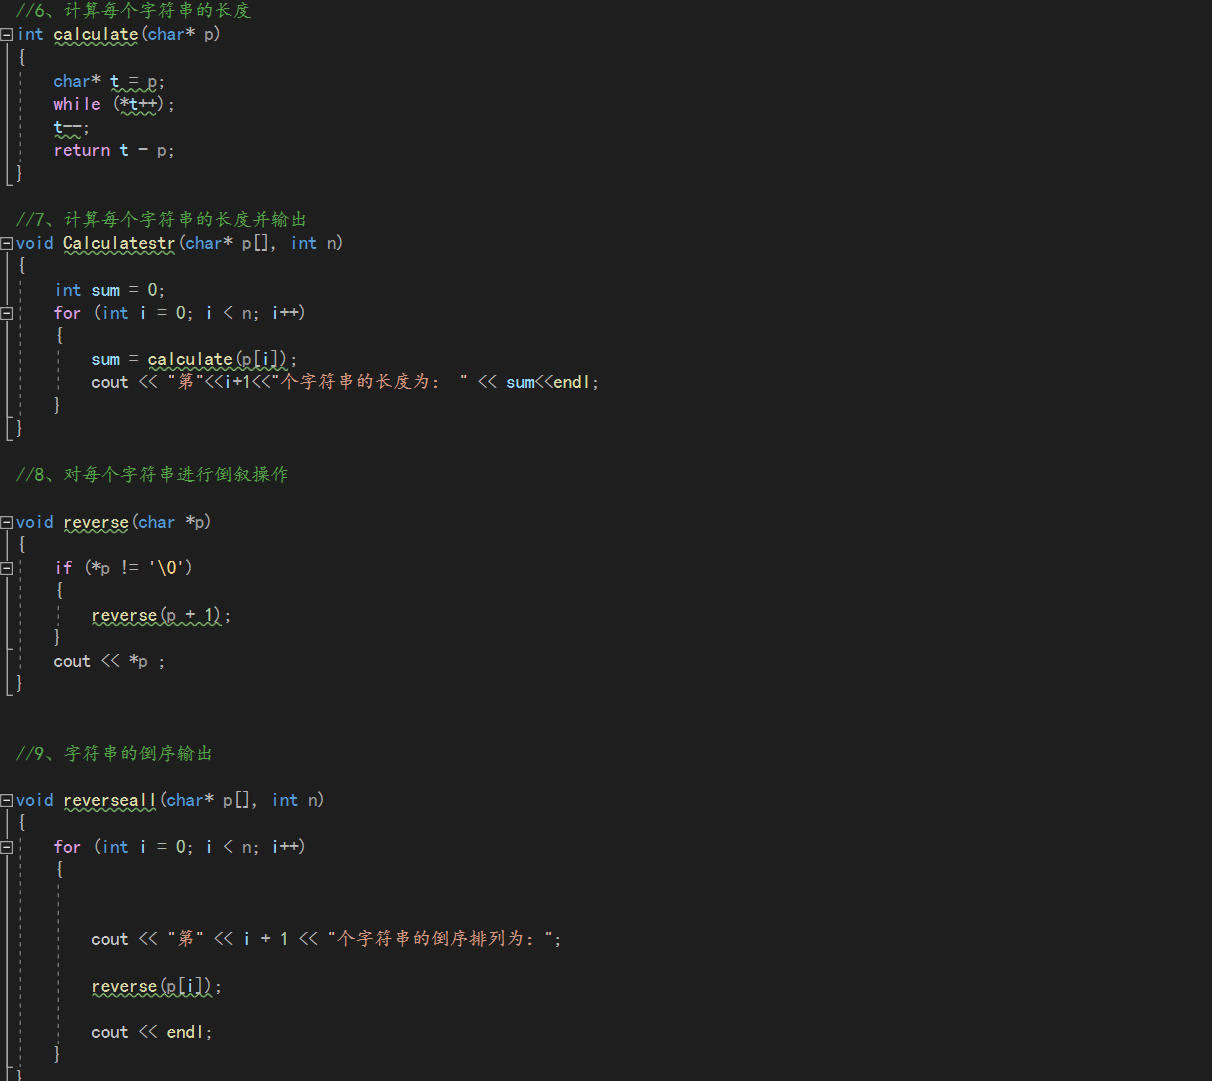 //6、计算每个字符串的长度
int calculate(char* p)
{
char* t = p;
while (*t++);
t--;
return t - p;
}
//7、计算每个字符串的长度并输出
void Calculatestr(char* p[], int n)
{
int sum = 0;
for (int i = 0; i < n; i++)
{
sum = calculate(p[i]);
cout << "第"<<i+1<<"个字符串的长度为： " << sum<<endl;
}
}
//8、对每个字符串进行倒叙操作
void reverse(char *p)
{
if (*p != '\0')
{
reverse(p + 1);
}
cout << *p ;
}
//9、字符串的倒序输出
void reverseall(char* p[], int n)
{
for (int i = 0; i < n; i++)
{
cout << "第" << i + 1 << "个字符串的倒序排列为：";
reverse(p[i]);
cout << endl;
}
}